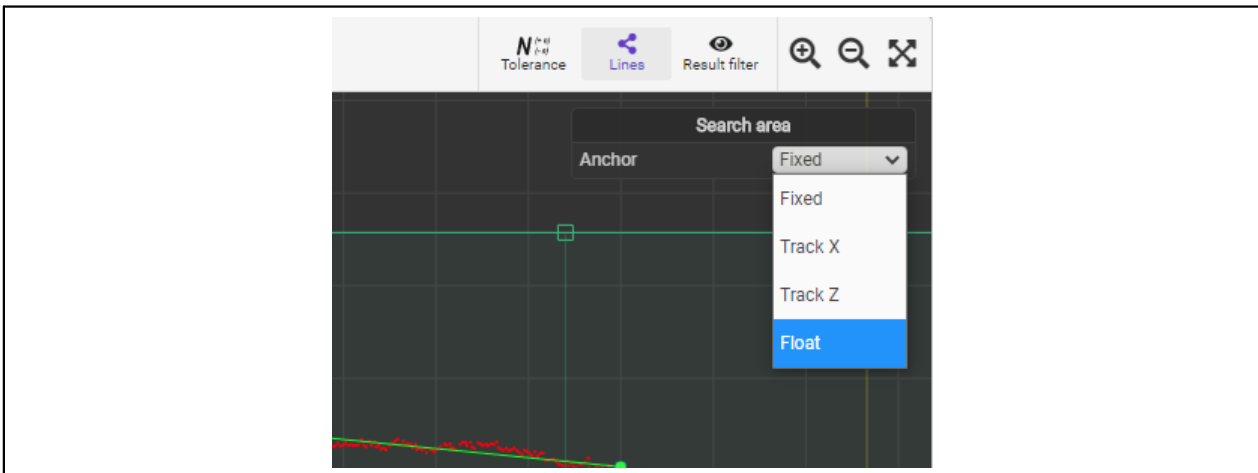 N
Tolerance
Lines
Result filter
Search area
Anchor
Fixed
Fixed
Track X
Track Z
Float